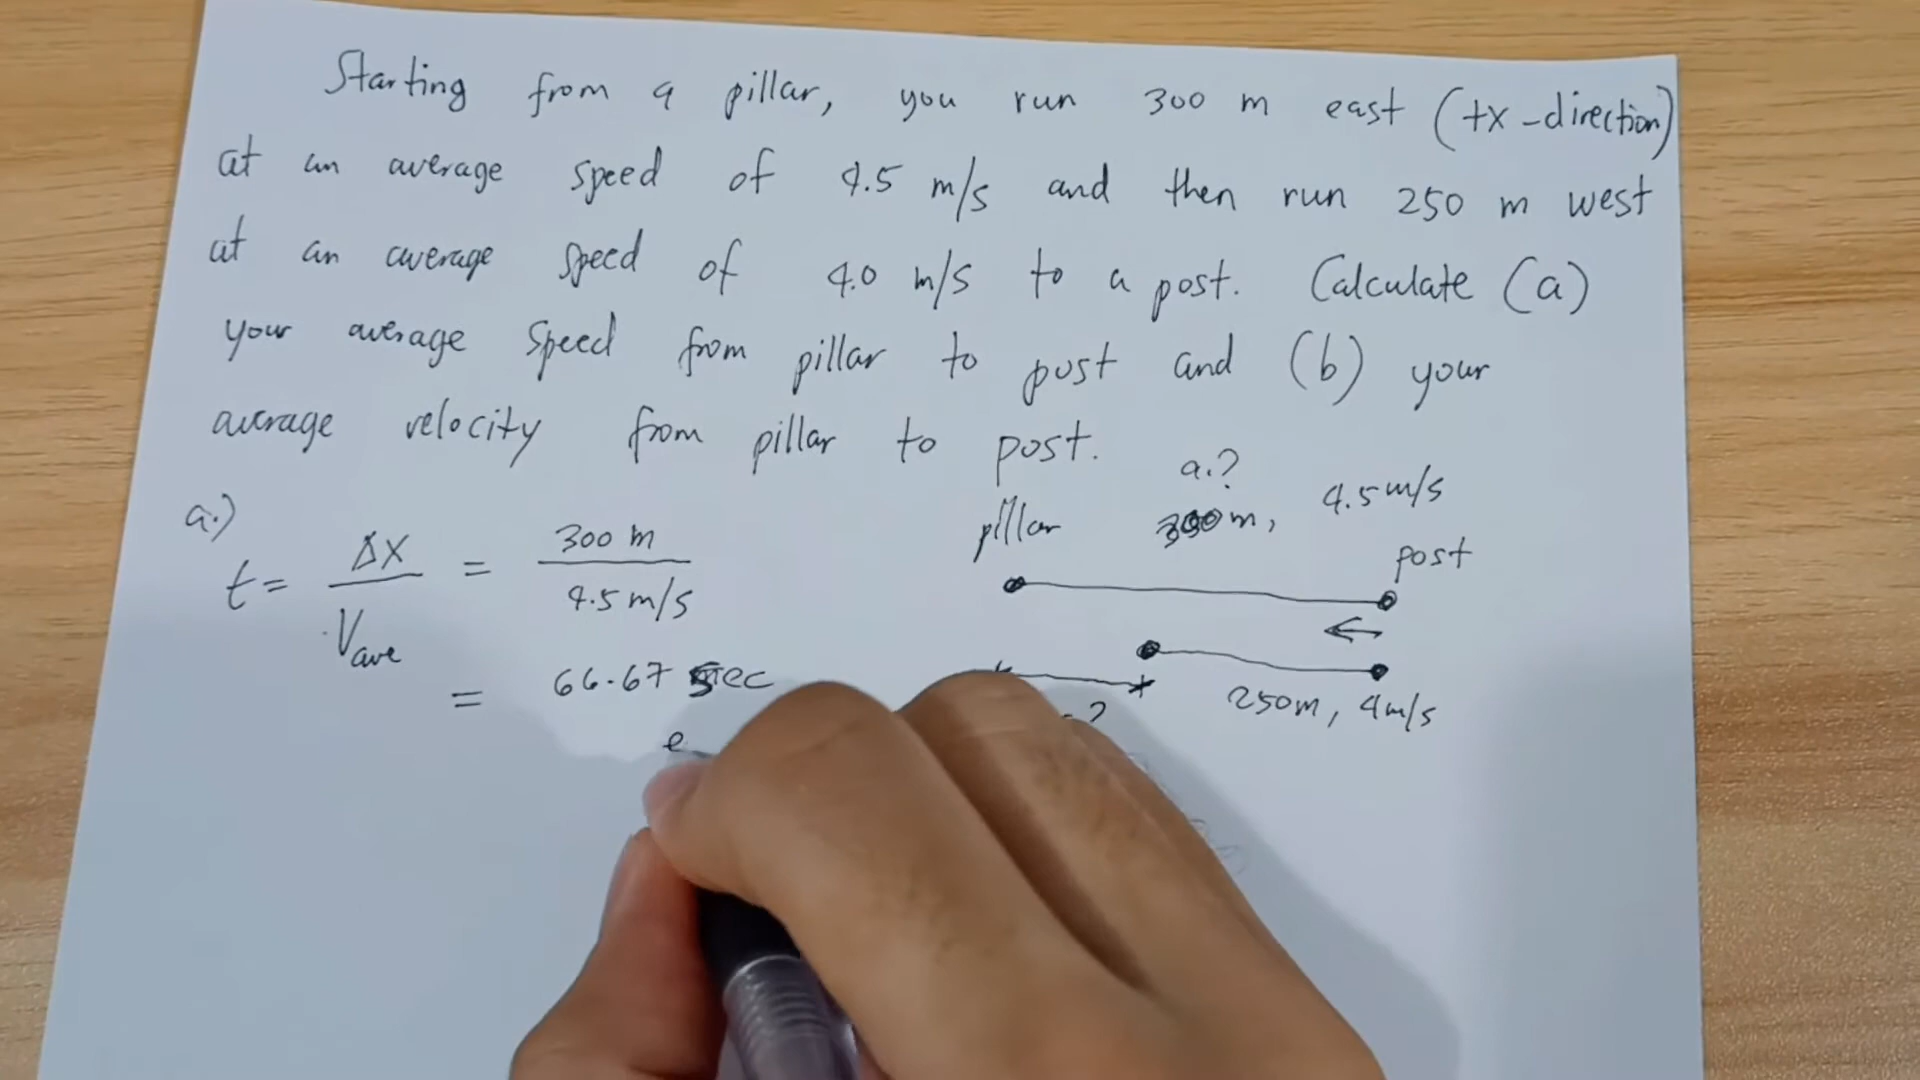 Starting from a pillar, you run 300 m east (+x-direction)
at an average speed of 4.5 m/s and then run 250 m west
at an average speed of 4.0 m/s to a post. Calculate (a)
your average speed from pillar to post and (b) your
average velocity from pillar to post.
a.)
t = Δx / Vave = 300 m / 4.5 m/s
= 66.67 sec
e
a.?
pillar 300m, 4.5 m/s
post
250m, 4m/s
?